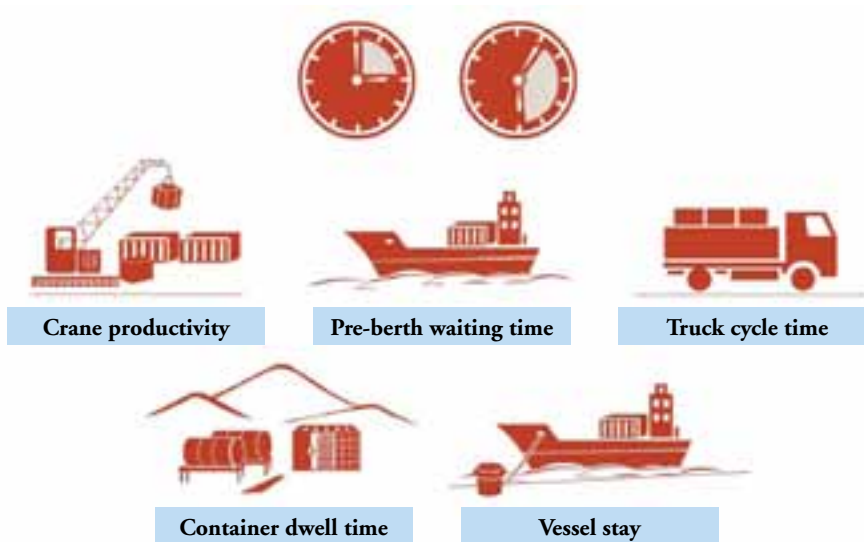 Crane productivity
Pre-berth waiting time
Truck cycle time
Container dwell time
Vessel stay